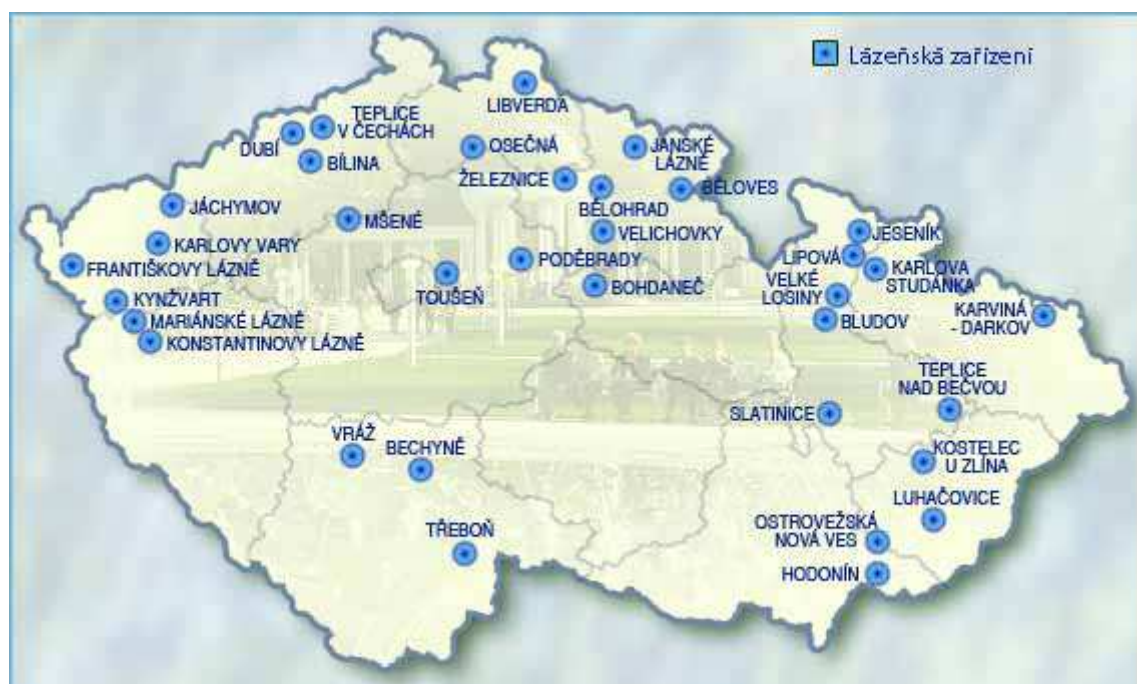 Lázeňská zařízení
LIBVERDA
TEPLICE
V ČECHÁCH
DUBÍ
BÍLINA
OSEČNÁ
JANSKÉ
LÁZNĚ
ŽELEZNICE
BĚLOVES
BĚLOHRAD
JÁCHYMOV
MŠENÉ
VELICHOVKY
JESENÍK
KARLOVY VARY
LIPOVÁ
FRANTIŠKOVY LÁZNĚ
PODĚBRADY
KARLOVA
STUDÁNKA
TOUŠEŇ
BOHDANEČ
VELKÉ
LOSINY
KYNŽVART
MARIÁNSKÉ LÁZNĚ
BLUDOV
KARVINÁ
- DARKOV
KONSTANTINOVY LÁZNĚ
TEPLICE
NAD BEČVOU
SLATINICE
VRÁŽ
BECHYNĚ
KOSTELEC
U ZLÍNA
LUHAČOVICE
TŘEBOŇ
OSTROVEŽSKÁ
NOVÁ VES
HODONÍN